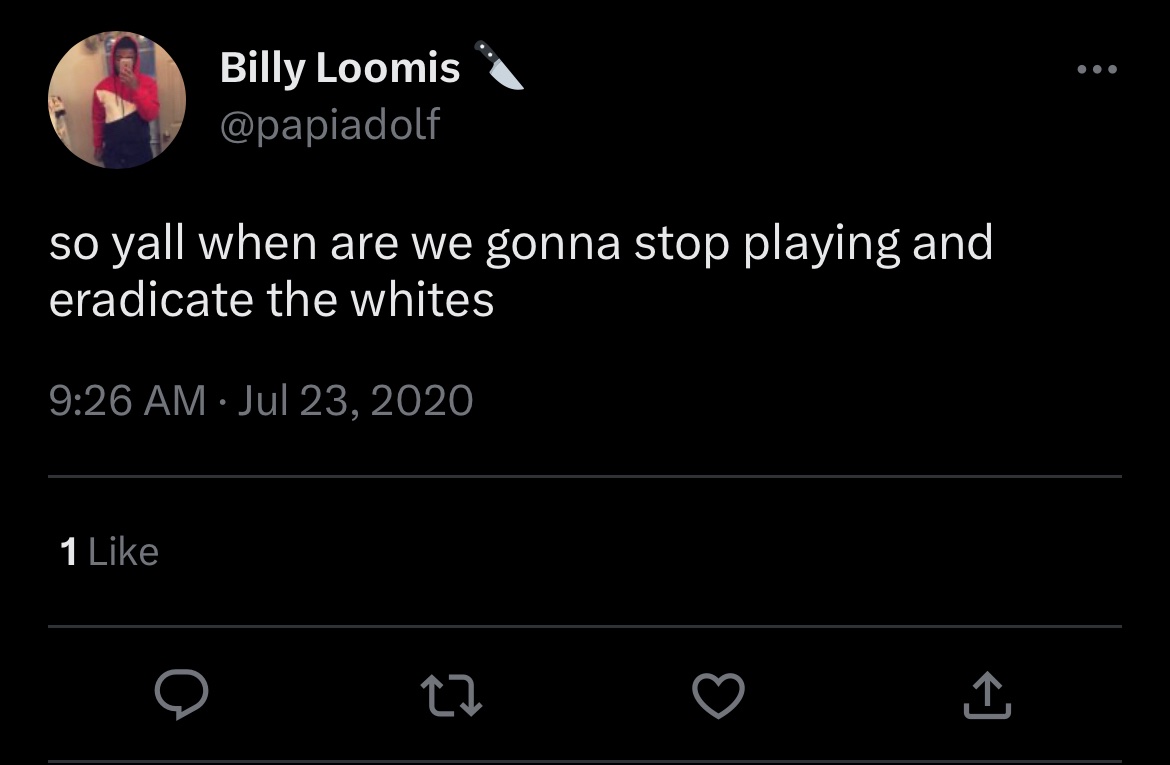 Billy Loomis 🔪
@papiadolf
so yall when are we gonna stop playing and
eradicate the whites
9:26 AM · Jul 23, 2020
1 Like